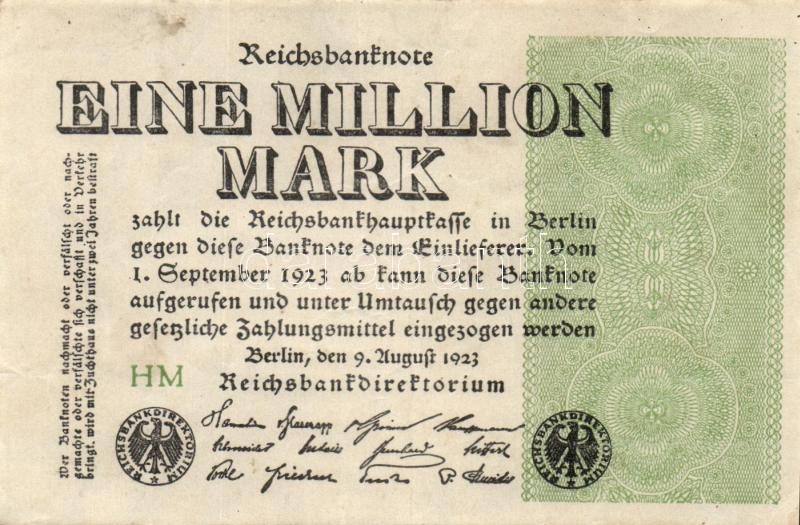 Reichsbanknote
EINE MILLION
MARK
zahlt die Reichsbankhauptkasse in Berlin
gegen diese Banknote dem Einlieferer. Vom
1. September 1923 ab kann diese Banknote
aufgerufen und unter Umtausch gegen andere
gesetzliche Zahlungsmittel eingezogen werden
Berlin, den 9. August 1923
HM
Reichsbankdirektorium
REICHSBANKDIREKTORIUM
REICHSBANKDIREKTORIUM
Wer Banknoten nachmacht oder verfälscht oder nach-
gemachte oder verfälschte sich verschafft und in Verkehr
bringt, wird mit Zuchthaus nicht unter zwei Jahren bestraft
darabanth